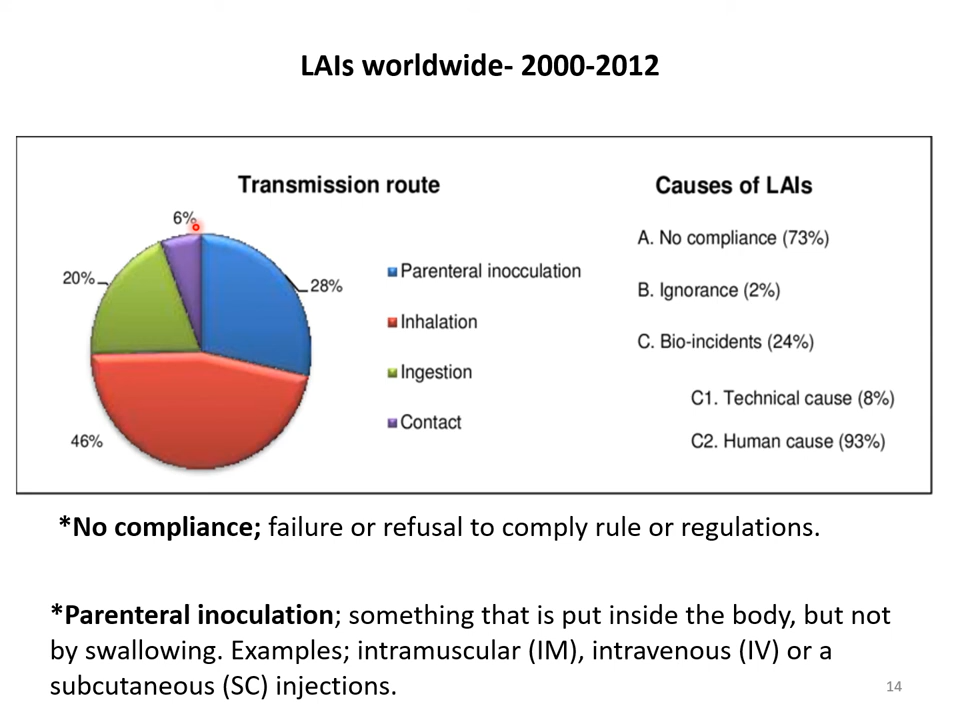 LAIs worldwide- 2000-2012
Transmission route
6%
20%
28%
46%
Parenteral inocculation
Inhalation
Ingestion
Contact
Causes of LAIs
A. No compliance (73%)
B. Ignorance (2%)
C. Bio-incidents (24%)
C1. Technical cause (8%)
C2. Human cause (93%)
*No compliance; failure or refusal to comply rule or regulations.
*Parenteral inoculation; something that is put inside the body, but not
by swallowing. Examples; intramuscular (IM), intravenous (IV) or a
subcutaneous (SC) injections.
14